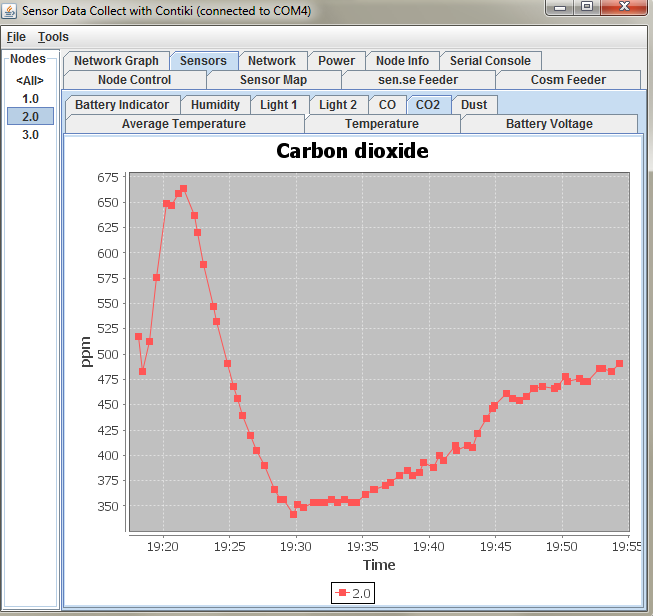 Sensor Data Collect with Contiki (connected to COM4)
File Tools
Nodes
<All>
1.0
2.0
3.0
Network Graph Sensors Network Power Node Info Serial Console
Node Control Sensor Map sen.se Feeder Cosm Feeder
Battery Indicator Humidity Light 1 Light 2 CO CO2 Dust
Average Temperature Temperature Battery Voltage
Carbon dioxide
675
650
625
600
575
550
525
500
475
450
425
400
375
350
ppm
19:20 19:25 19:30 19:35 19:40 19:45 19:50 19:55
Time
2.0